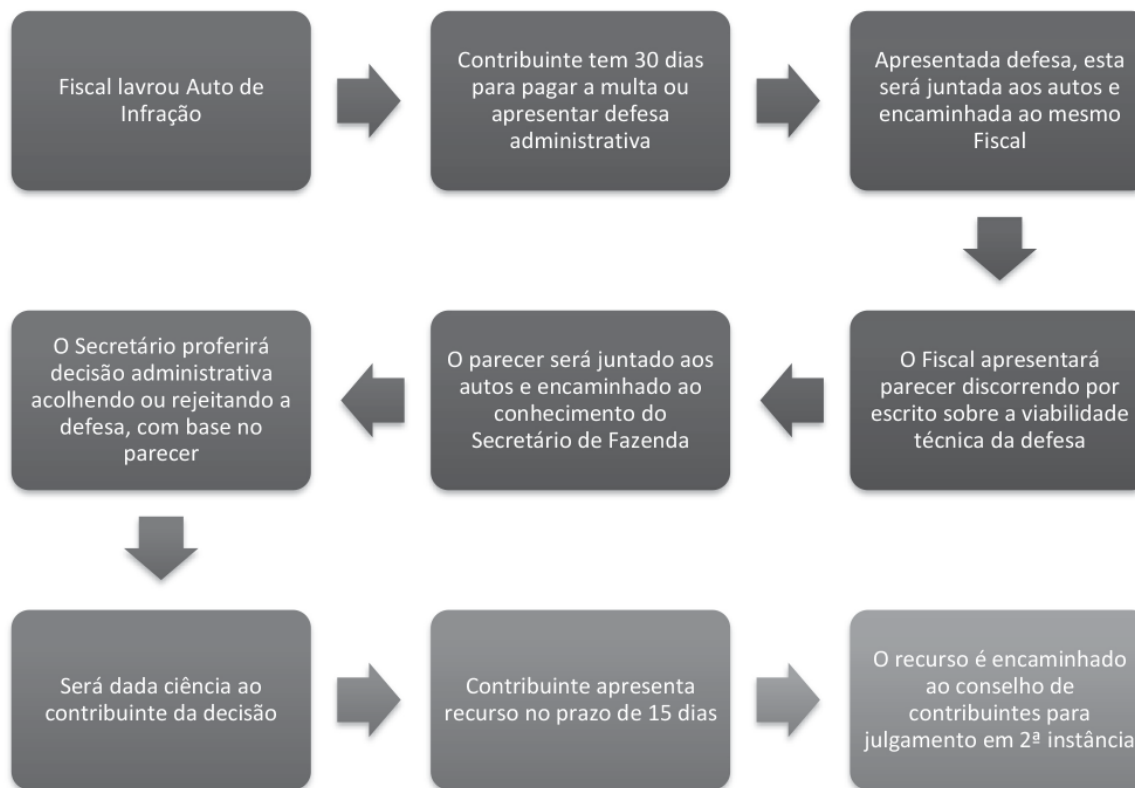 Fiscal lavrou Auto de
Infração
Contribuinte tem 30 dias
para pagar a multa ou
apresentar defesa
administrativa
Apresentada defesa, esta
será juntada aos autos e
encaminhada ao mesmo
Fiscal
O Fiscal apresentará
parecer discorrendo por
escrito sobre a viabilidade
técnica da defesa
O parecer será juntado aos
autos e encaminhado ao
conhecimento do
Secretário de Fazenda
O Secretário proferirá
decisão administrativa
acolhendo ou rejeitando a
defesa, com base no
parecer
Será dada ciência ao
contribuinte da decisão
Contribuinte apresenta
recurso no prazo de 15 dias
O recurso é encaminhado
ao conselho de
contribuintes para
julgamento em 2ª instância